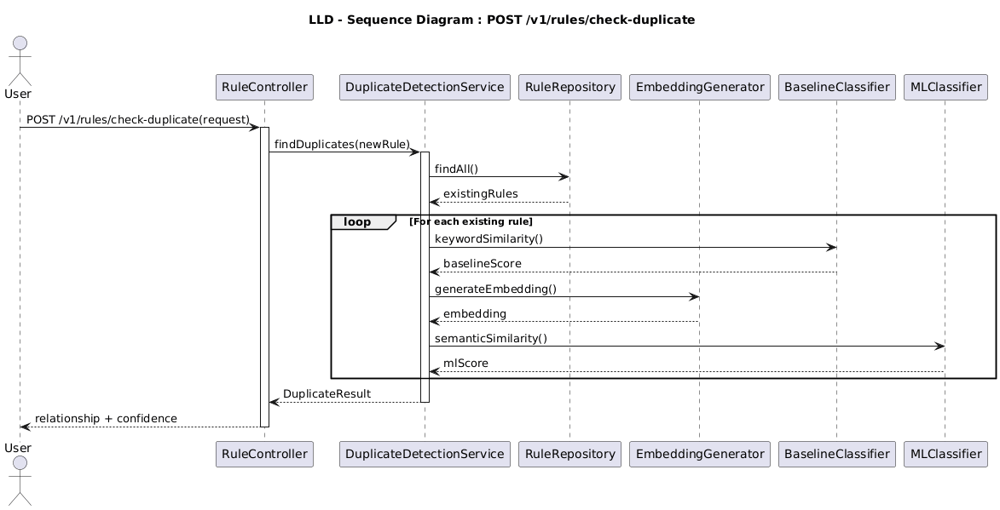 LLD - Sequence Diagram : POST /v1/rules/check-duplicate
User
RuleController
DuplicateDetectionService
RuleRepository
EmbeddingGenerator
BaselineClassifier
MLClassifier
POST /v1/rules/check-duplicate(request)
findDuplicates(newRule)
findAll()
existingRules
loop
[For each existing rule]
keywordSimilarity()
baselineScore
generateEmbedding()
embedding
semanticSimilarity()
mlScore
DuplicateResult
relationship + confidence
User
RuleController
DuplicateDetectionService
RuleRepository
EmbeddingGenerator
BaselineClassifier
MLClassifier